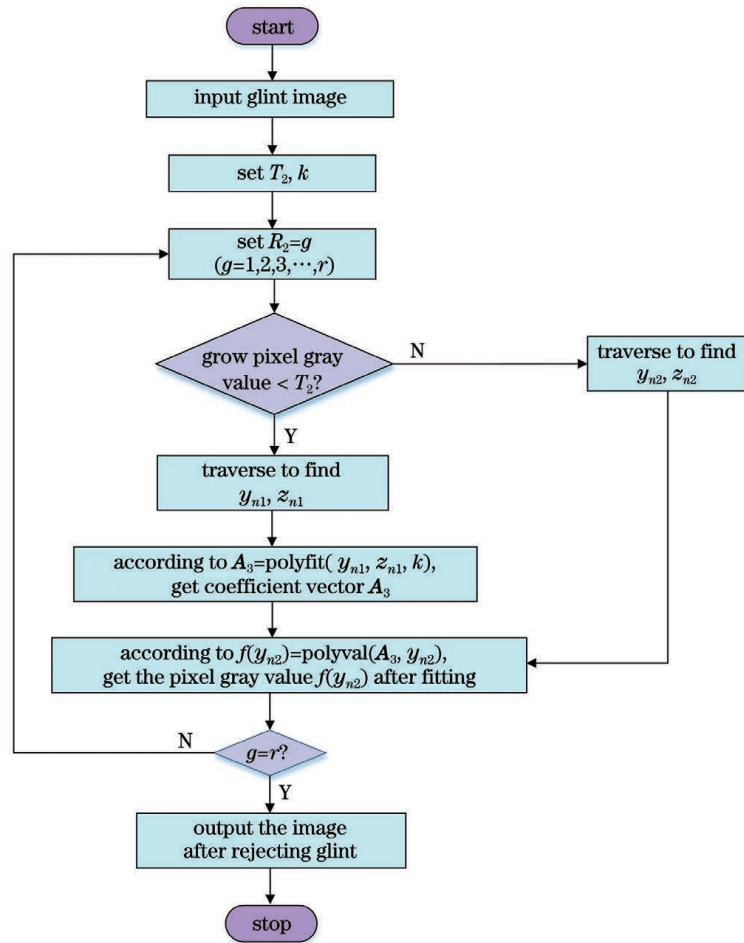 start
input glint image
set T₂, k
set R₂=g
(g=1,2,3,⋯,r)
grow pixel gray
value < T₂?
N
traverse to find
yₙ₂, zₙ₂
Y
traverse to find
yₙ₁, zₙ₁
according to A₃=polyfit( yₙ₁, zₙ₁, k),
get coefficient vector A₃
according to f(yₙ₂)=polyval(A₃, yₙ₂),
get the pixel gray value f(yₙ₂) after fitting
N
g=r?
Y
output the image
after rejecting glint
stop